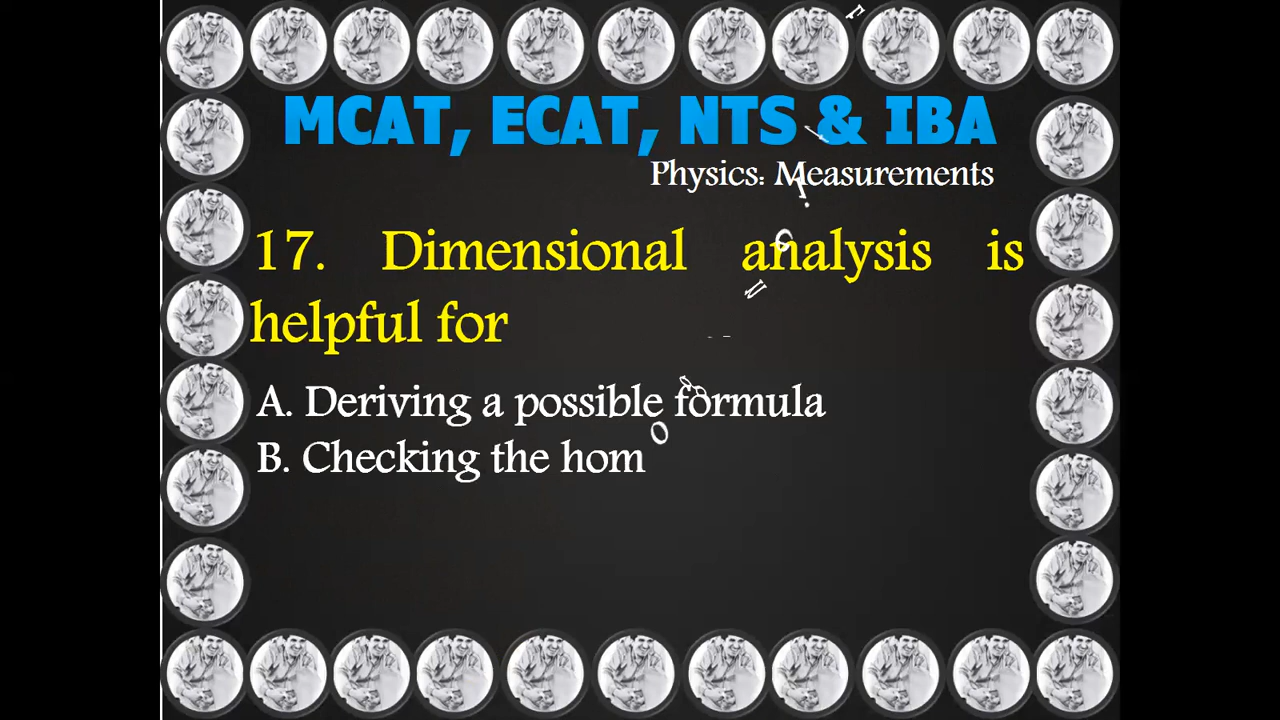 MCAT, ECAT, NTS & IBA
Physics: Measurements
17. Dimensional analysis is
helpful for
A. Deriving a possible formula
B. Checking the hom